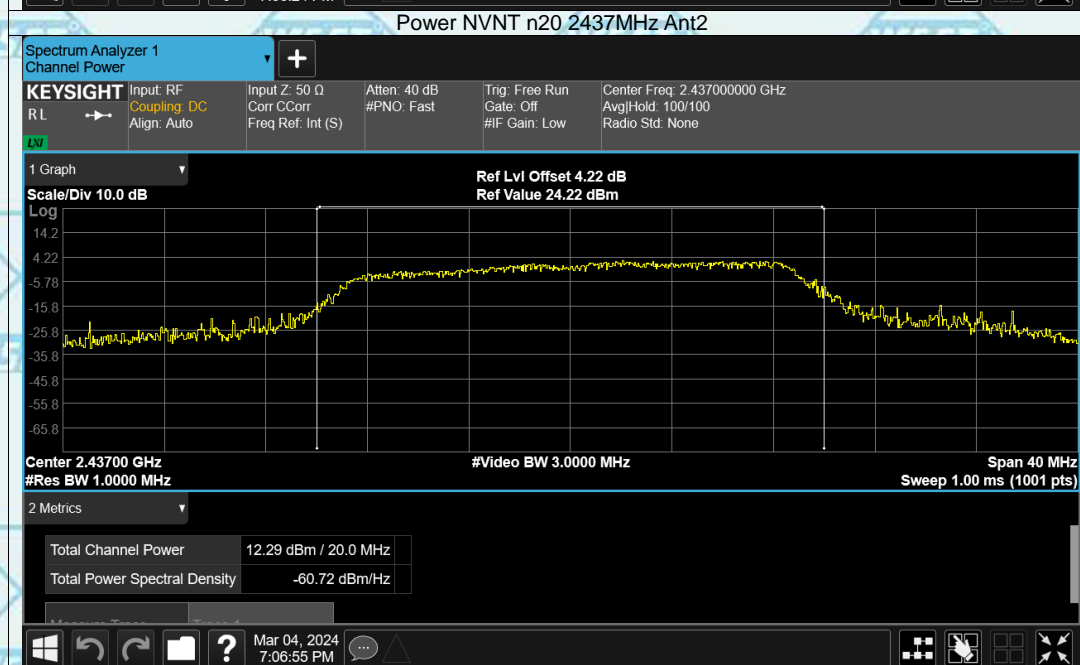 Power NVNT n20 2437MHz Ant2
Spectrum Analyzer 1
Channel Power
KEYSIGHT
RL
LXI
Input: RF
Coupling: DC
Align: Auto
Input Z: 50 Ω
Corr CCorr
Freq Ref: Int (S)
Atten: 40 dB
#PNO: Fast
Trig: Free Run
Gate: Off
#IF Gain: Low
Center Freq: 2.437000000 GHz
Avg|Hold: 100/100
Radio Std: None
1 Graph
Scale/Div 10.0 dB
Ref Lvl Offset 4.22 dB
Ref Value 24.22 dBm
Log
14.2
4.22
-5.78
-15.8
-25.8
-35.8
-45.8
-55.8
-65.8
Center 2.43700 GHz
#Video BW 3.0000 MHz
Span 40 MHz
#Res BW 1.0000 MHz
Sweep 1.00 ms (1001 pts)
2 Metrics
Total Channel Power 12.29 dBm / 20.0 MHz
Total Power Spectral Density -60.72 dBm/Hz
?
Mar 04, 2024
7:06:55 PM